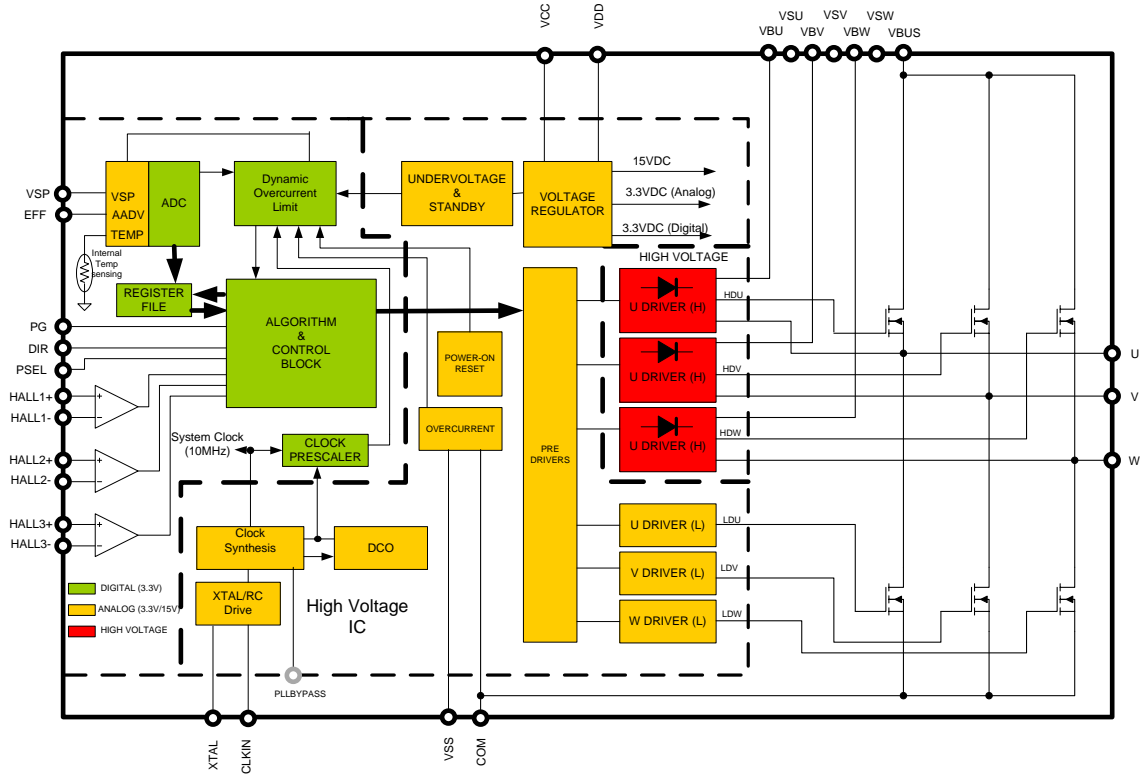 VCC
VDD
VBU
VSU
VBV
VSV
VBW
VSW
VBUS
VSP
EFF
VSP
AADV
TEMP
ADC
Dynamic
Overcurrent
Limit
UNDERVOLTAGE
&
STANDBY
VOLTAGE
REGULATOR
15VDC
3.3VDC (Analog)
3.3VDC (Digital)
Internal
Temp
sensing
REGISTER
FILE
HIGH VOLTAGE
U DRIVER (H)
U DRIVER (H)
U DRIVER (H)
HDU
HDV
HDW
PG
DIR
PSEL
ALGORITHM
&
CONTROL
BLOCK
POWER-ON
RESET
OVERCURRENT
PRE
DRIVERS
U
V
W
HALL1+
HALL1-
HALL2+
HALL2-
HALL3+
HALL3-
+
-
+
-
+
-
System Clock
(10MHz)
CLOCK
PRESCALER
Clock
Synthesis
DCO
XTAL/RC
Drive
U DRIVER (L)
V DRIVER (L)
W DRIVER (L)
LDU
LDV
LDW
DIGITAL (3.3V)
ANALOG (3.3V/15V)
HIGH VOLTAGE
High Voltage
IC
PLLBYPASS
XTAL
CLKIN
VSS
COM